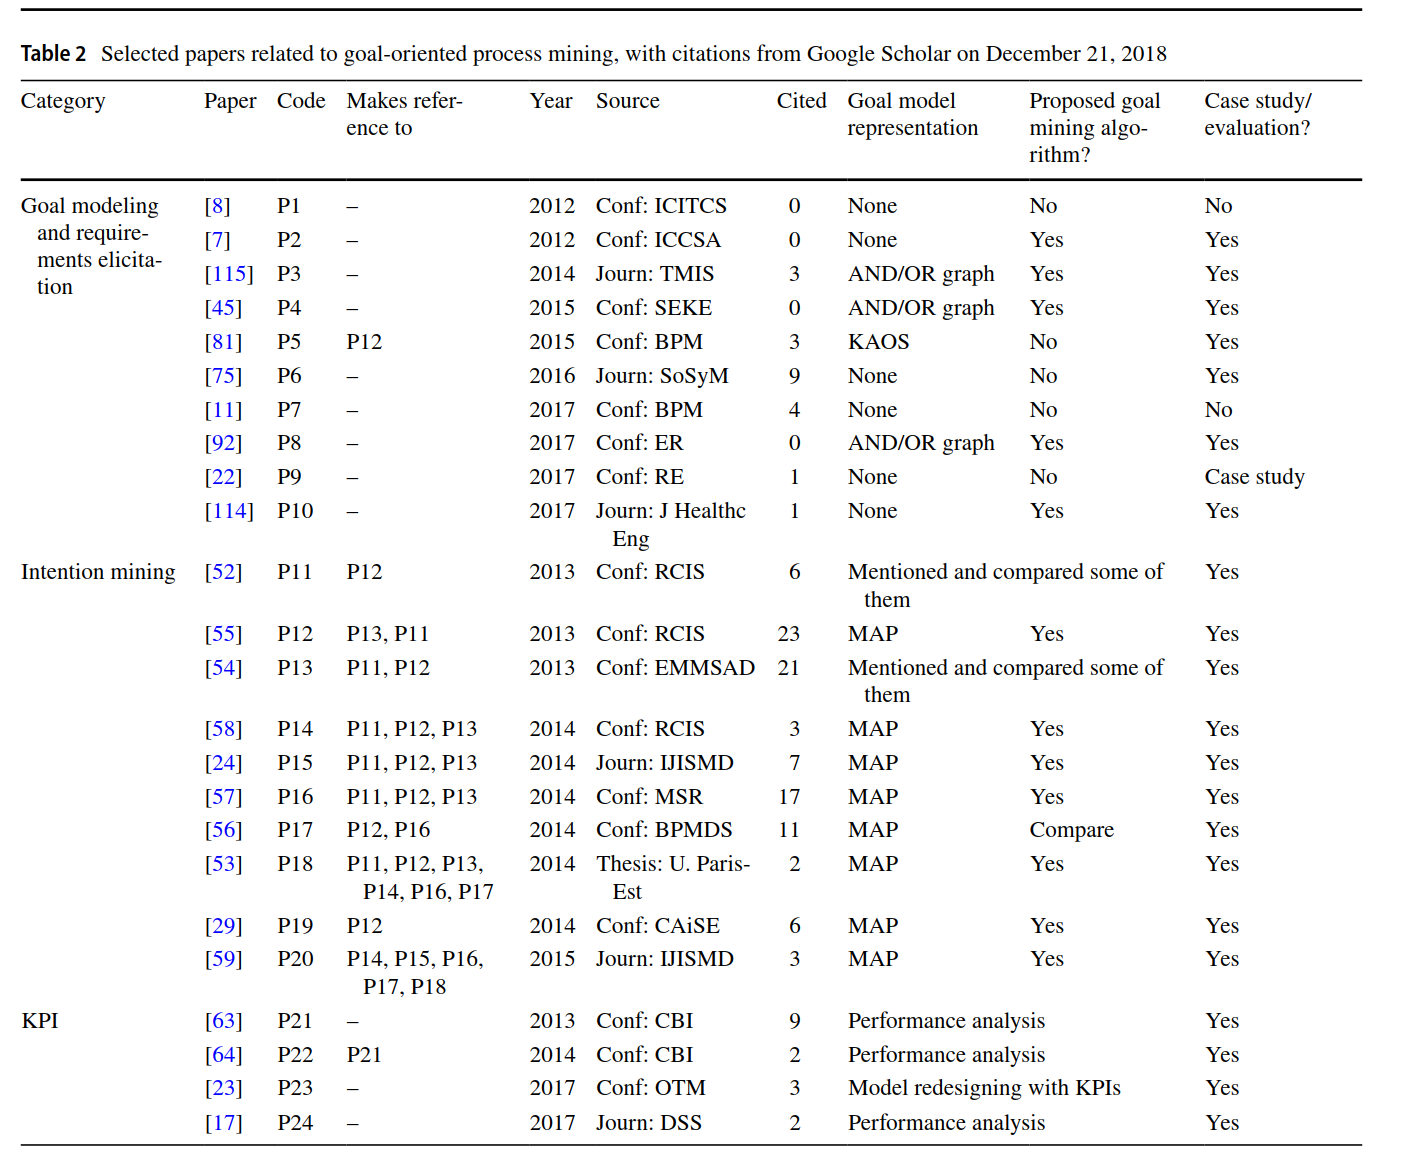 Table 2 Selected papers related to goal-oriented process mining, with citations from Google Scholar on December 21, 2018
Category Paper Code Makes refer- Year Source Cited Goal model Proposed goal Case study/
ence to representation mining algo- evaluation?
rithm?
Goal modeling [8] P1 – 2012 Conf: ICITCS 0 None No No
and require- [7] P2 – 2012 Conf: ICCSA 0 None Yes Yes
ments elicita- [115] P3 – 2014 Journ: TMIS 3 AND/OR graph Yes Yes
tion [45] P4 – 2015 Conf: SEKE 0 AND/OR graph Yes Yes
[81] P5 P12 2015 Conf: BPM 3 KAOS No Yes
[75] P6 – 2016 Journ: SoSyM 9 None No Yes
[11] P7 – 2017 Conf: BPM 4 None No No
[92] P8 – 2017 Conf: ER 0 AND/OR graph Yes Yes
[22] P9 – 2017 Conf: RE 1 None No Case study
[114] P10 – 2017 Journ: J Healthc 1 None Yes Yes
Eng
Intention mining [52] P11 P12 2013 Conf: RCIS 6 Mentioned and compared some of Yes
them
[55] P12 P13, P11 2013 Conf: RCIS 23 MAP Yes Yes
[54] P13 P11, P12 2013 Conf: EMMSAD 21 Mentioned and compared some of Yes
them
[58] P14 P11, P12, P13 2014 Conf: RCIS 3 MAP Yes Yes
[24] P15 P11, P12, P13 2014 Journ: IJISMD 7 MAP Yes Yes
[57] P16 P11, P12, P13 2014 Conf: MSR 17 MAP Yes Yes
[56] P17 P12, P16 2014 Conf: BPMDS 11 MAP Compare Yes
[53] P18 P11, P12, P13, 2014 Thesis: U. Paris- 2 MAP Yes Yes
P14, P16, P17 Est
[29] P19 P12 2014 Conf: CAiSE 6 MAP Yes Yes
[59] P20 P14, P15, P16, 2015 Journ: IJISMD 3 MAP Yes Yes
P17, P18
KPI [63] P21 – 2013 Conf: CBI 9 Performance analysis Yes
[64] P22 P21 2014 Conf: CBI 2 Performance analysis Yes
[23] P23 – 2017 Conf: OTM 3 Model redesigning with KPIs Yes
[17] P24 – 2017 Journ: DSS 2 Performance analysis Yes